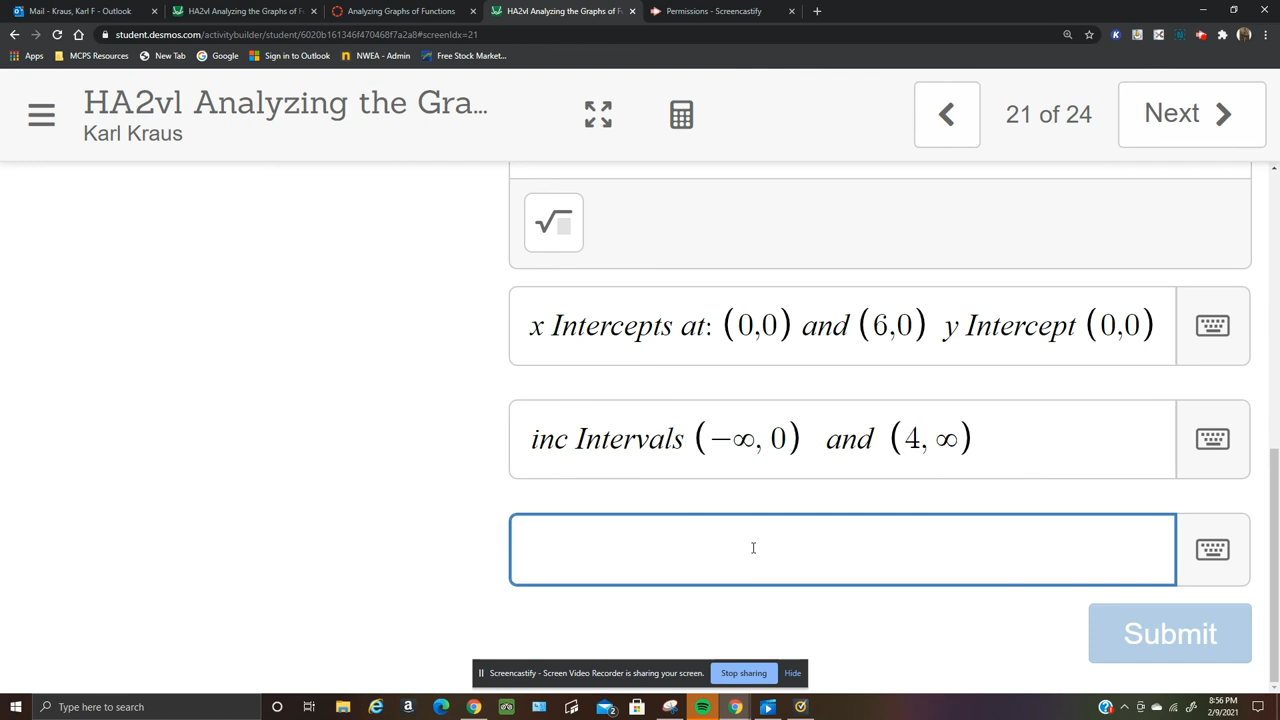 Mail - Kraus, Karl F - Outlook
HA2vl Analyzing the Graphs of F
Analyzing Graphs of Functions
HA2vl Analyzing the Graphs of F
Permissions - Screencastify
student.desmos.com/activitybuilder/student/6020b161346f470468f7a2a8#screenIdx=21
Apps
MCPS Resources
New Tab
Google
Sign in to Outlook
NWEA - Admin
Free Stock Market...
HA2vl Analyzing the Gra...
Karl Kraus
21 of 24
Next
x Intercepts at: (0,0) and (6,0) y Intercept (0,0)
inc Intervals (−∞, 0) and (4, ∞)
Submit
Screencastify - Screen Video Recorder is sharing your screen.
Stop sharing
Hide
Type here to search
8:56 PM
2/9/2021